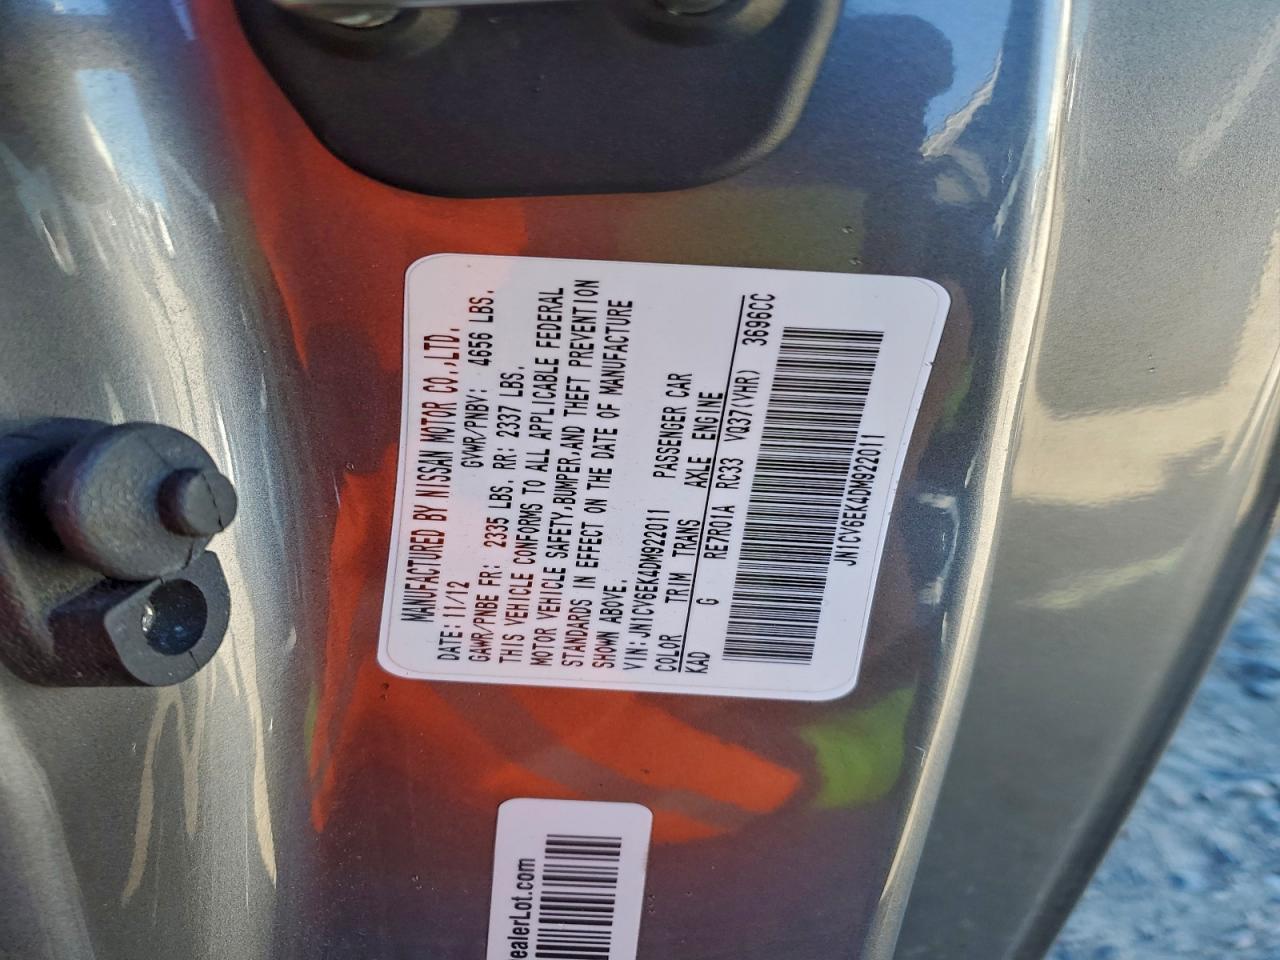 MANUFACTURED BY NISSAN MOTOR CO.,LTD.
DATE: 11/12 GVWR/PNBV: 4656 LBS.
GAWR/PNBE FR: 2335 LBS. RR: 2337 LBS.
THIS VEHICLE CONFORMS TO ALL APPLICABLE FEDERAL
MOTOR VEHICLE SAFETY,BUMPER,AND THEFT PREVENTION
STANDARDS IN EFFECT ON THE DATE OF MANUFACTURE
SHOWN ABOVE.
VIN:JN1CV6EK4DM922011 PASSENGER CAR
COLOR TRIM TRANS AXLE ENGINE
KAD G RE7R01A RC33 VQ37(VHR) 3696CC
JN1CV6EK4DM922011
ealerLot.com